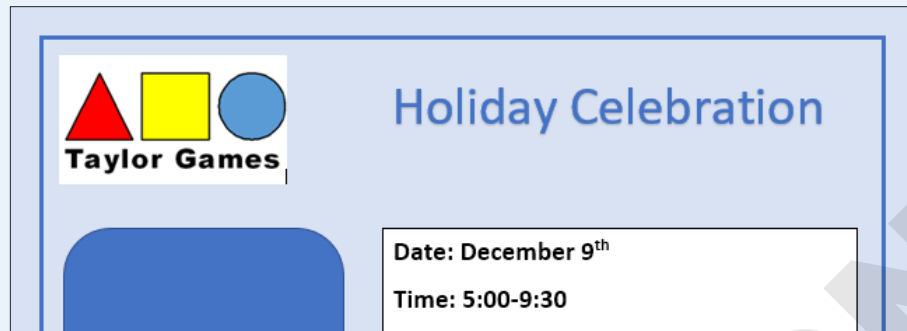 Taylor Games
Holiday Celebration
Date: December 9th
Time: 5:00-9:30